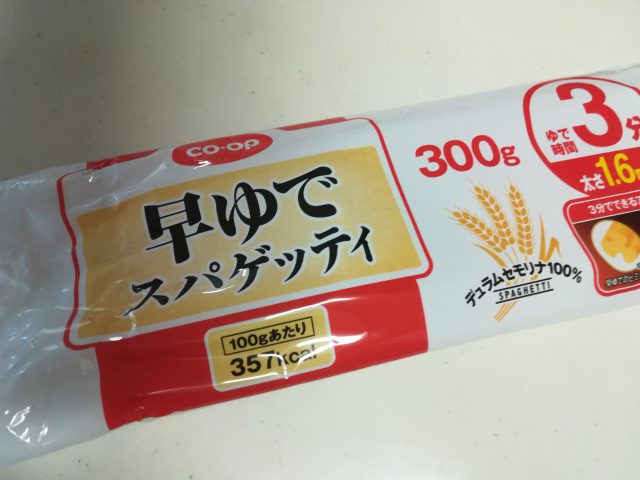 CO·OP
早ゆで
スパゲッティ
100gあたり
357kcal
300g
ゆで
時間
3分
太さ1.6
デュラム・セモリナ100%
SPAGHETTI
3分でできる